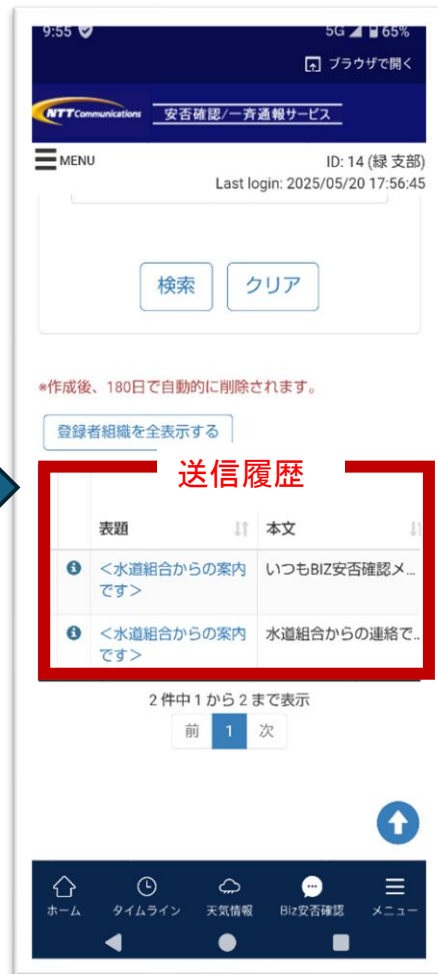 9:55 5G 65%
ブラウザで開く
NTT Communications 安否確認/一斉通報サービス
MENU ID: 14 (緑 支部)
Last login: 2025/05/20 17:56:45
検索 クリア
*作成後、180日で自動的に削除されます。
登録者組織を全表示する
送信履歴
表題 本文
<水道組合からの案内 いつもBIZ安否確認メ...
です>
<水道組合からの案内 水道組合からの連絡で..
です>
2 件中 1 から 2 まで表示
前 1 次
ホーム タイムライン 天気情報 Biz安否確認 メニュー